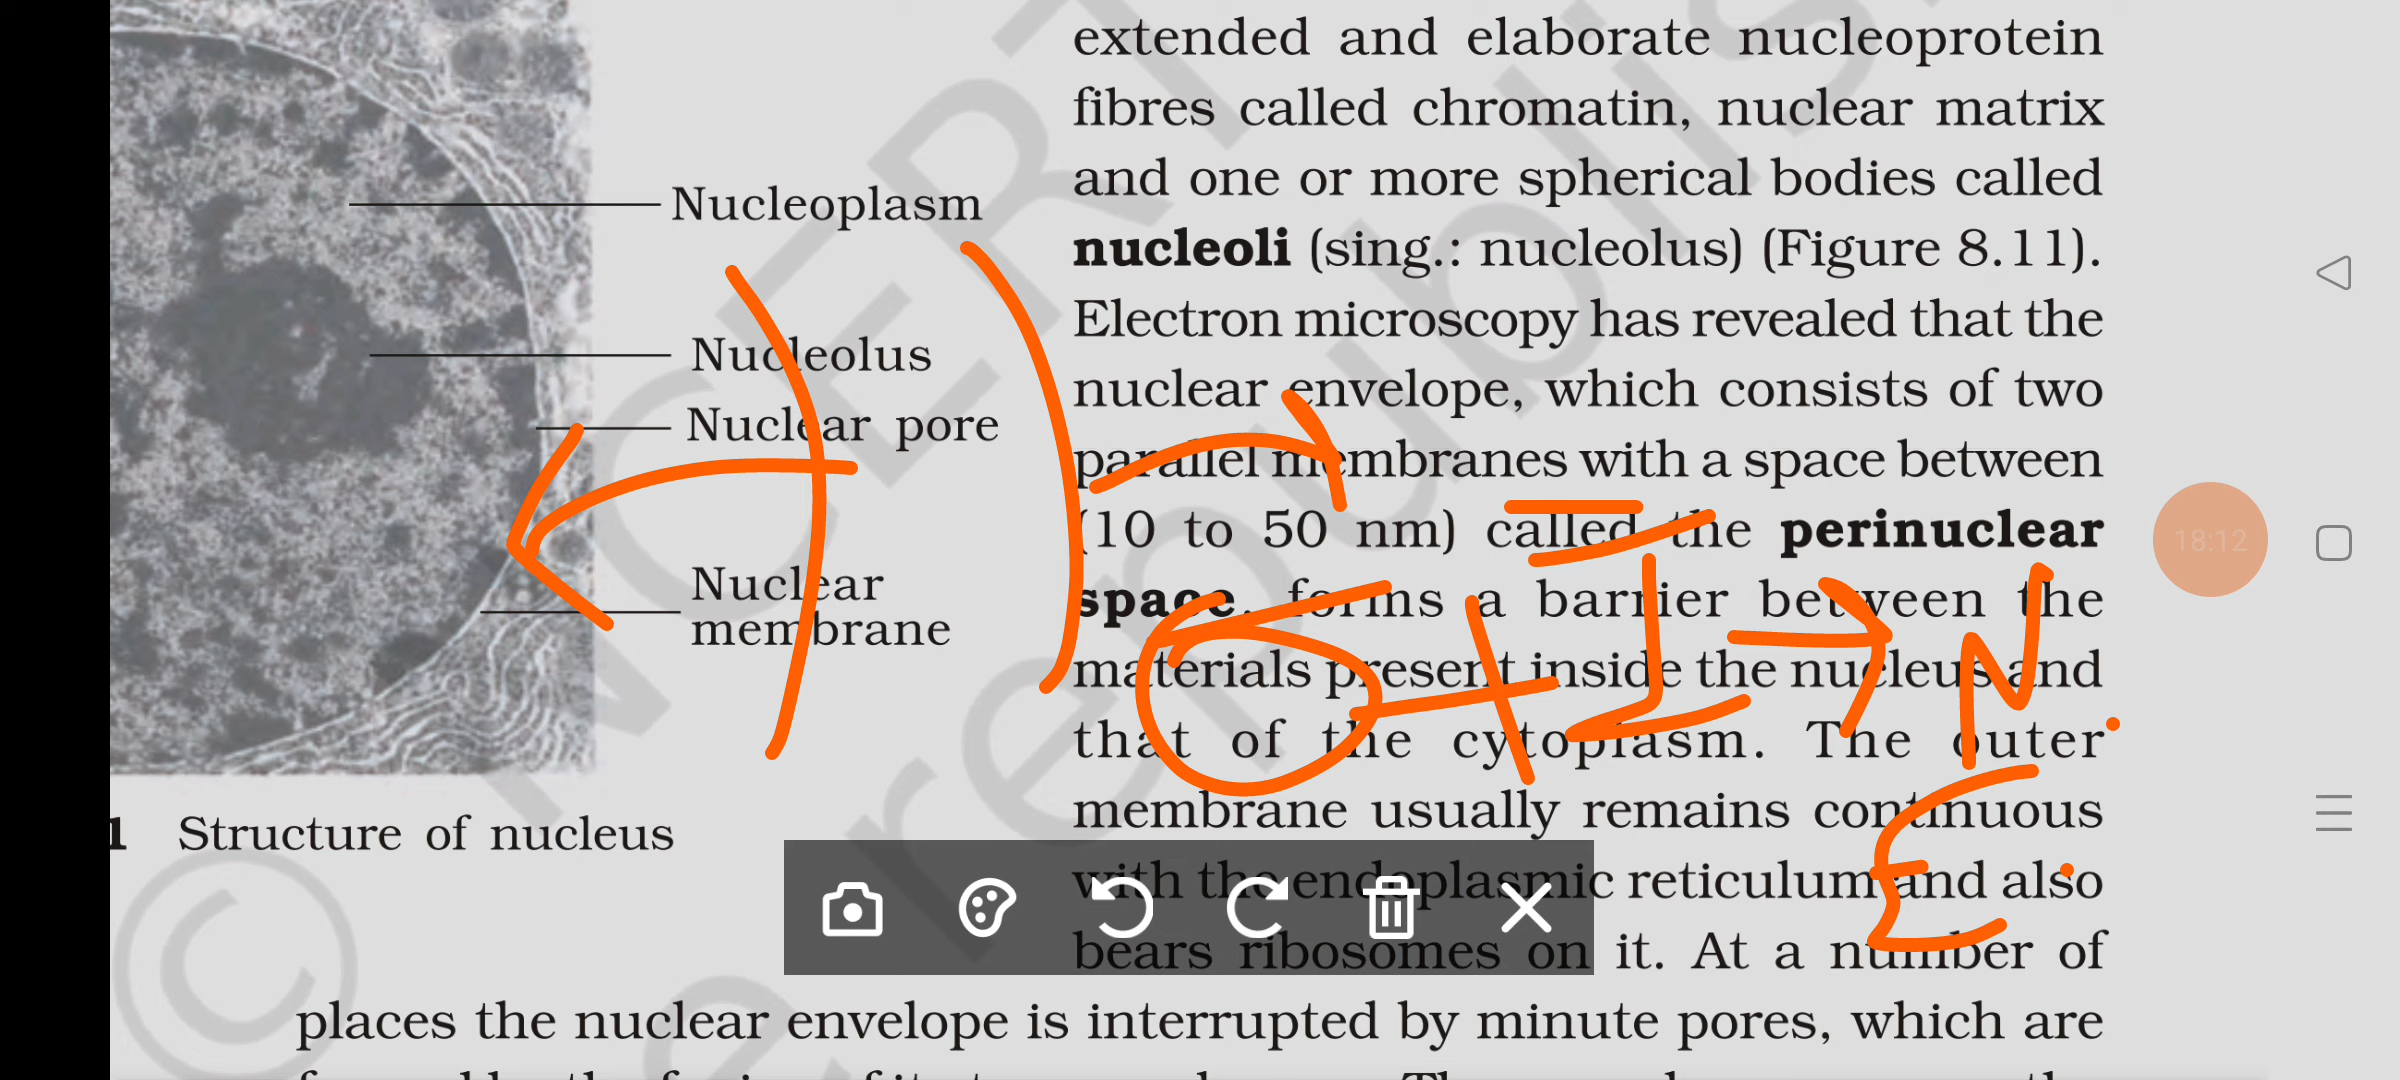 extended and elaborate nucleoprotein
fibres called chromatin, nuclear matrix
and one or more spherical bodies called
nucleoli (sing.: nucleolus) (Figure 8.11).
Electron microscopy has revealed that the
nuclear envelope, which consists of two
parallel membranes with a space between
(10 to 50 nm) called the perinuclear
space, forms a barrier between the
materials present inside the nucleus and
that of the cytoplasm. The outer
membrane usually remains continuous
with the endoplasmic reticulum and also
bears ribosomes on it. At a number of
places the nuclear envelope is interrupted by minute pores, which are
Nucleoplasm
Nucleolus
Nuclear pore
Nuclear
membrane
1 Structure of nucleus
O + I → N.
E.
18:12
© NCERT
republis